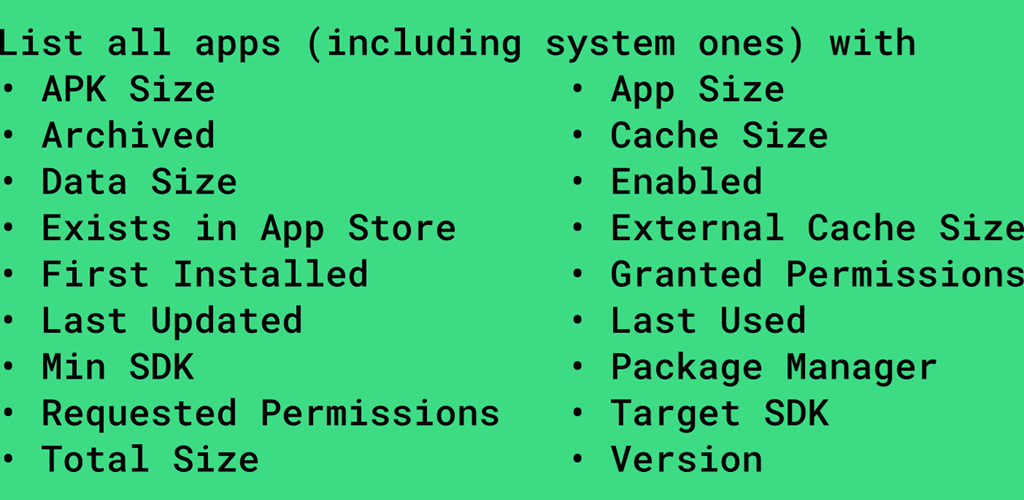 List all apps (including system ones) with
• APK Size
• Archived
• Data Size
• Exists in App Store
• First Installed
• Last Updated
• Min SDK
• Requested Permissions
• Total Size
• App Size
• Cache Size
• Enabled
• External Cache Size
• Granted Permissions
• Last Used
• Package Manager
• Target SDK
• Version